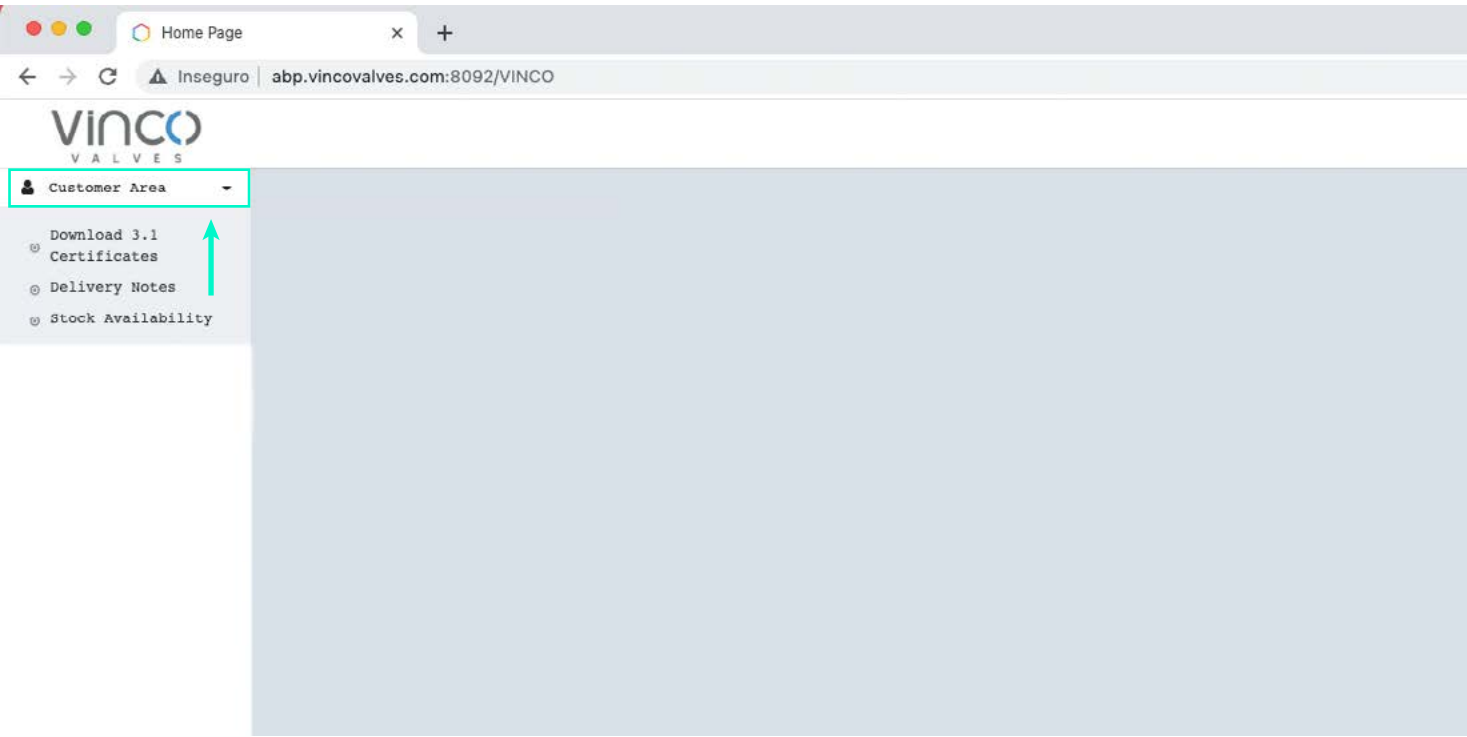 Home Page
Inseguro abp.vincovalves.com:8092/VINCO
VINCO
VALVES
Customer Area
Download 3.1
Certificates
Delivery Notes
Stock Availability